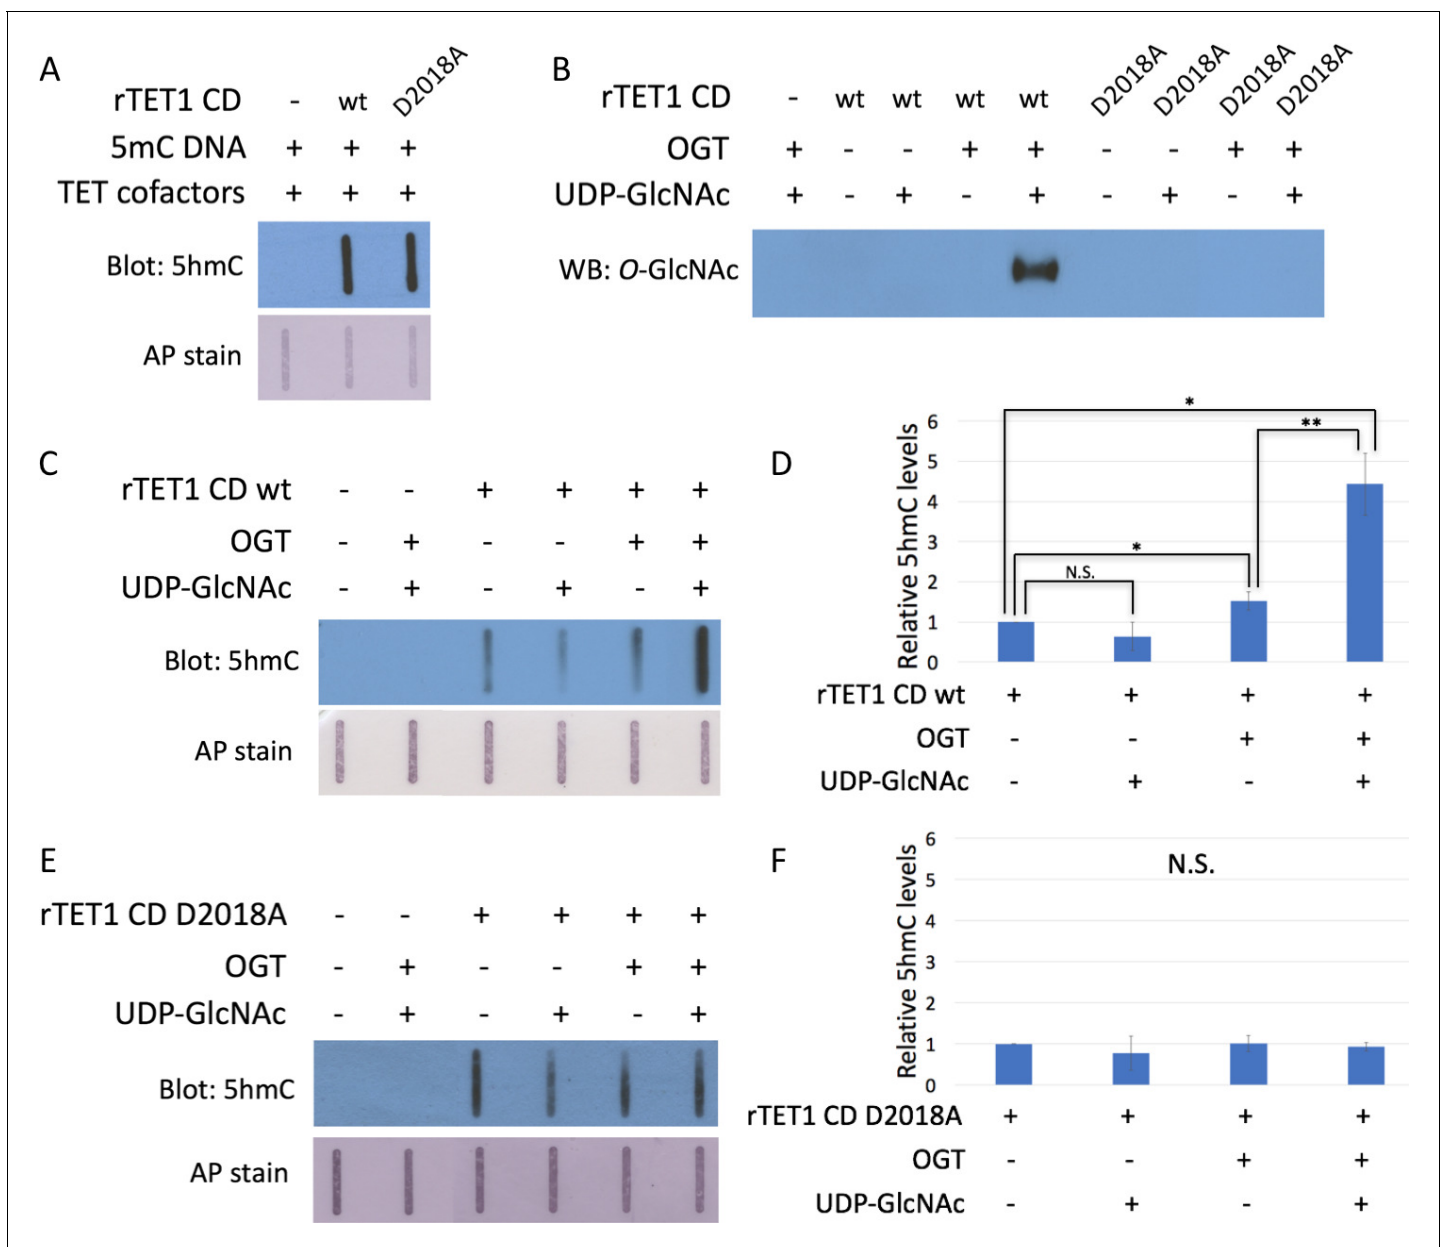 A
rTET1 CD - wt D2018A
5mC DNA + + +
TET cofactors + + +
Blot: 5hmC
AP stain
B
rTET1 CD - wt wt wt wt D2018A D2018A D2018A D2018A
OGT + - - + + - - + +
UDP-GlcNAc + - + - + - + - +
WB: O-GlcNAc
C
rTET1 CD wt - - + + + +
OGT - + - - + +
UDP-GlcNAc - + - + - +
Blot: 5hmC
AP stain
D
Relative 5hmC levels
6
5
4
3
2
1
0
*
**
*
N.S.
rTET1 CD wt + + + +
OGT - - + +
UDP-GlcNAc - + - +
E
rTET1 CD D2018A - - + + + +
OGT - + - - + +
UDP-GlcNAc - + - + - +
Blot: 5hmC
AP stain
F
Relative 5hmC levels
6
5
4
3
2
1
0
N.S.
rTET1 CD D2018A + + + +
OGT - - + +
UDP-GlcNAc - + - +